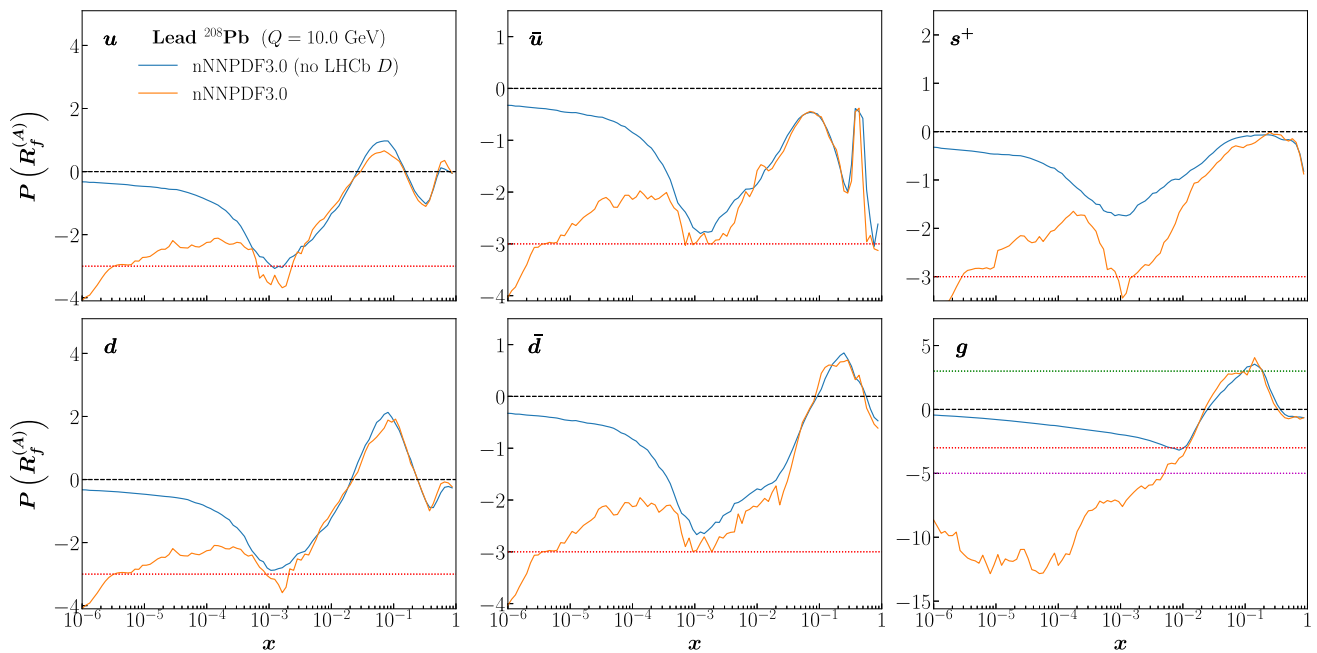 u Lead ²⁰⁸Pb (Q = 10.0 GeV)
nNNPDF3.0 (no LHCb D)
nNNPDF3.0
P (R_f^(A))
4
2
0
−2
−4
ū
1
0
−1
−2
−3
−4
s⁺
2
1
0
−1
−2
−3
d
P (R_f^(A))
4
2
0
−2
−4
10⁻⁶ 10⁻⁵ 10⁻⁴ 10⁻³ 10⁻² 10⁻¹ 1
x
d̄
1
0
−1
−2
−3
−4
10⁻⁶ 10⁻⁵ 10⁻⁴ 10⁻³ 10⁻² 10⁻¹ 1
x
g
5
0
−5
−10
−15
10⁻⁶ 10⁻⁵ 10⁻⁴ 10⁻³ 10⁻² 10⁻¹ 1
x